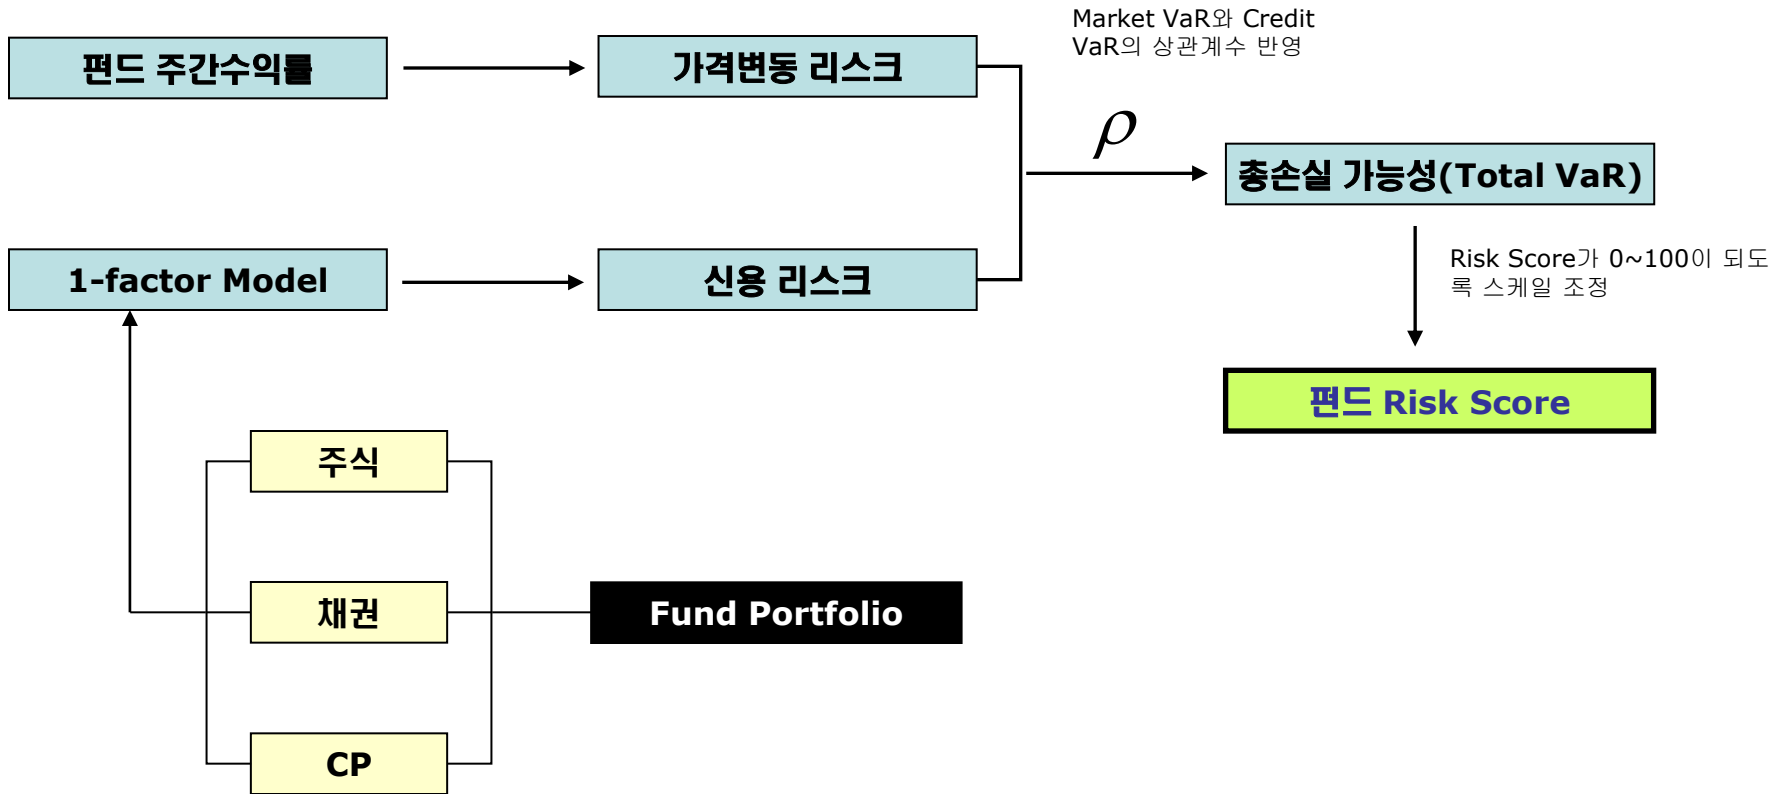 Market VaR와 Credit
VaR의 상관계수 반영
펀드 주간수익률
가격변동 리스크
ρ
총손실 가능성(Total VaR)
1-factor Model
신용 리스크
Risk Score가 0~100이 되도
록 스케일 조정
펀드 Risk Score
주식
채권
Fund Portfolio
CP